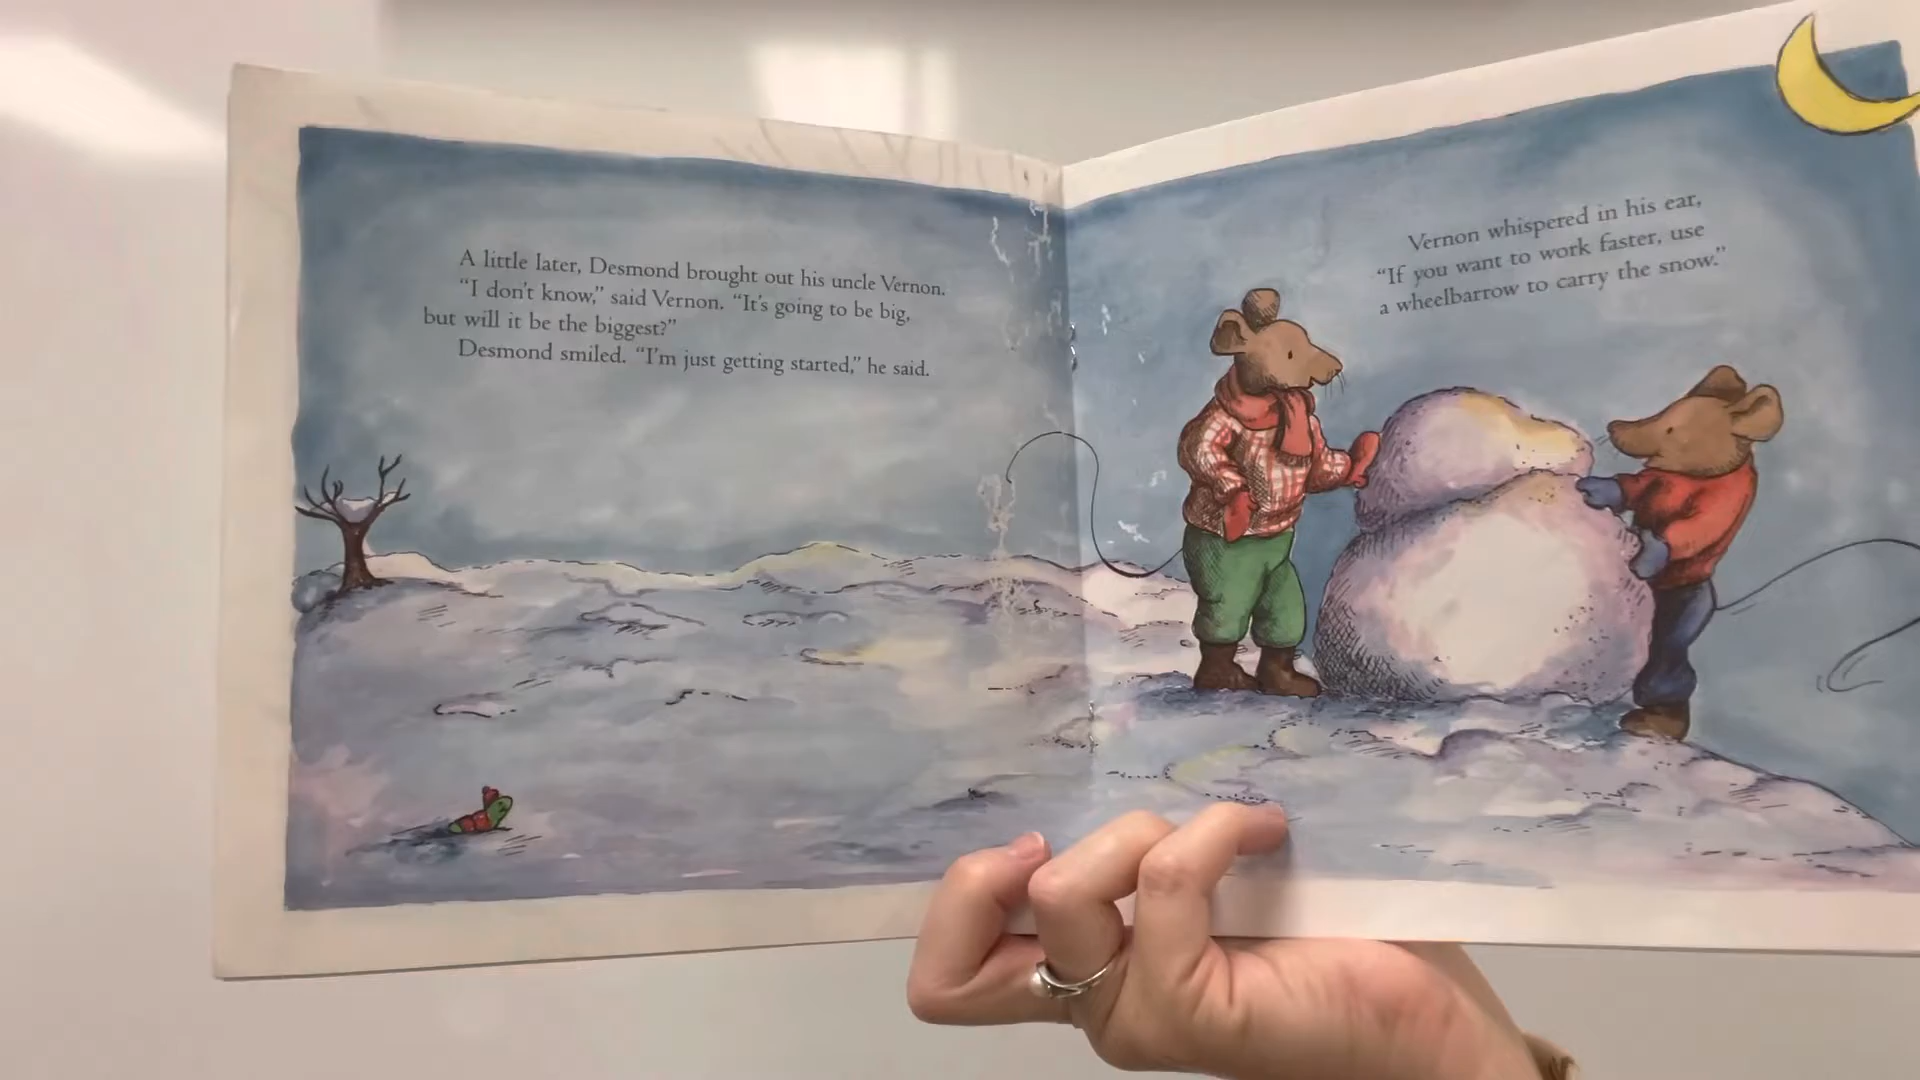 A little later, Desmond brought out his uncle Vernon.
“I don't know,” said Vernon. “It's going to be big,
but will it be the biggest?”
Desmond smiled. “I'm just getting started,” he said.
Vernon whispered in his ear,
“If you want to work faster, use
a wheelbarrow to carry the snow.”